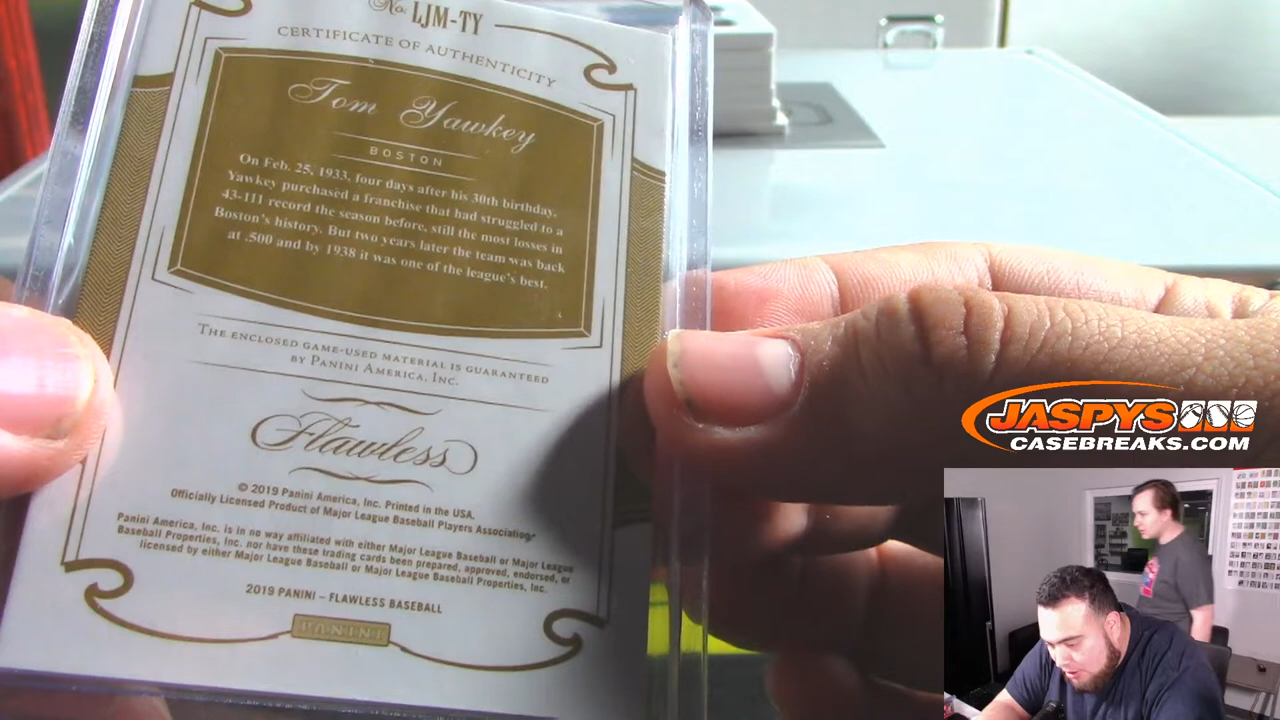 No. LJM-TY
CERTIFICATE OF AUTHENTICITY
Tom Yawkey
BOSTON
On Feb. 25, 1933, four days after his 30th birthday,
Yawkey purchased a franchise that had struggled to a
43-111 record the season before, still the most losses in
Boston's history. But two years later the team was back
at .500 and by 1938 it was one of the league's best.
THE ENCLOSED GAME-USED MATERIAL IS GUARANTEED
BY PANINI AMERICA, INC.
Flawless
© 2019 Panini America, Inc. Printed in the USA.
Officially Licensed Product of Major League Baseball Players Association
Panini America, Inc. is in no way affiliated with either Major League Baseball or Major League
Baseball Properties, Inc. nor have these trading cards been prepared, approved, endorsed, or
licensed by either Major League Baseball or Major League Baseball Properties, Inc.
2019 PANINI – FLAWLESS BASEBALL
PANINI
JASPYS
CASEBREAKS.COM